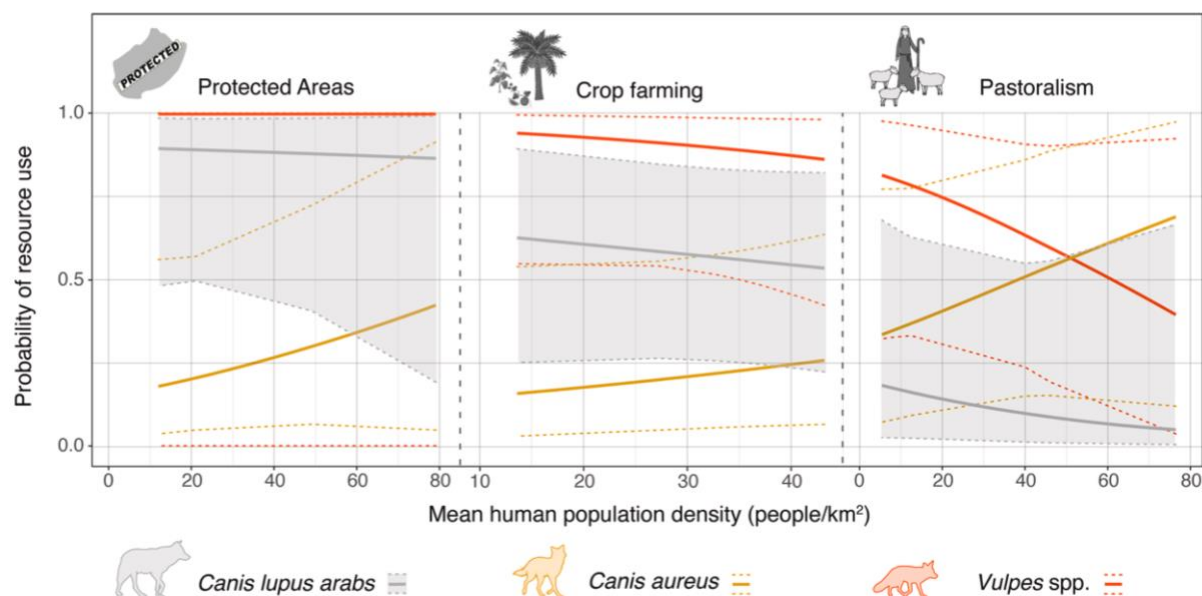 PROTECTED
Protected Areas
Crop farming
Pastoralism
Probability of resource use
1.0
0.5
0.0
0 20 40 60 80 10 20 30 40 0 20 40 60 80
Mean human population density (people/km²)
Canis lupus arabs
Canis aureus
Vulpes spp.